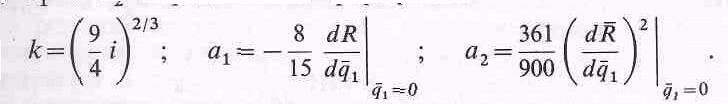 k=(9/4 i)^{2/3}; a_1 = -8/15 dR/dq̄_1 |_{q̄_1≈0}; a_2 = 361/900 (dR̄/dq̄_1)^2 |_{q̄_1=0}.